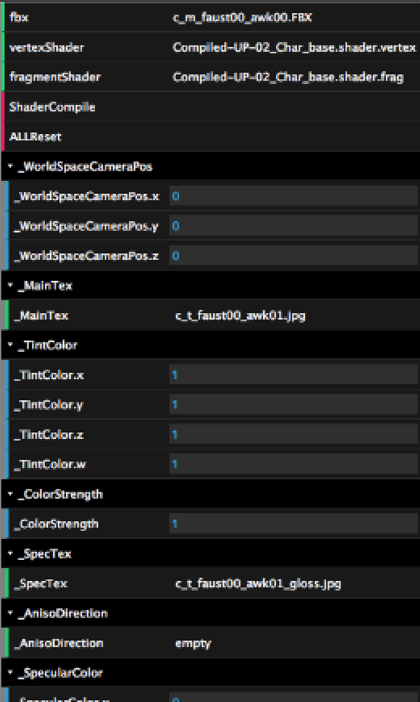 fbx c_m_faust00_awk00.FBX
vertexShader Compiled-UP-02_Char_base.shader.vertex
fragmentShader Compiled-UP-02_Char_base.shader.frag
ShaderCompile
ALLReset
▾ _WorldSpaceCameraPos
_WorldSpaceCameraPos.x 0
_WorldSpaceCameraPos.y 0
_WorldSpaceCameraPos.z 0
▾ _MainTex
_MainTex c_t_faust00_awk01.jpg
▾ _TintColor
_TintColor.x 1
_TintColor.y 1
_TintColor.z 1
_TintColor.w 1
▾ _ColorStrength
_ColorStrength 1
▾ _SpecTex
_SpecTex c_t_faust00_awk01_gloss.jpg
▾ _AnisoDirection
_AnisoDirection empty
▾ _SpecularColor